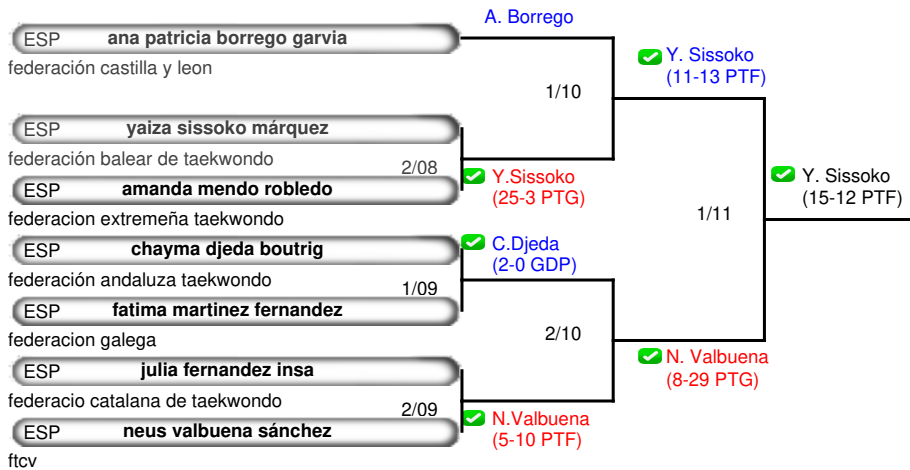 A. Borrego
ESP ana patricia borrego garvia
federación castilla y leon
Y. Sissoko
(11-13 PTF)
1/10
ESP yaiza sissoko márquez
federación balear de taekwondo
2/08
Y.Sissoko
(25-3 PTG)
ESP amanda mendo robledo
federacion extremeña taekwondo
Y. Sissoko
(15-12 PTF)
1/11
ESP chayma djeda boutrig
C.Djeda
(2-0 GDP)
federación andaluza taekwondo
1/09
ESP fatima martinez fernandez
federacion galega
2/10
N. Valbuena
(8-29 PTG)
ESP julia fernandez insa
federacio catalana de taekwondo
2/09
N.Valbuena
(5-10 PTF)
ESP neus valbuena sánchez
ftcv